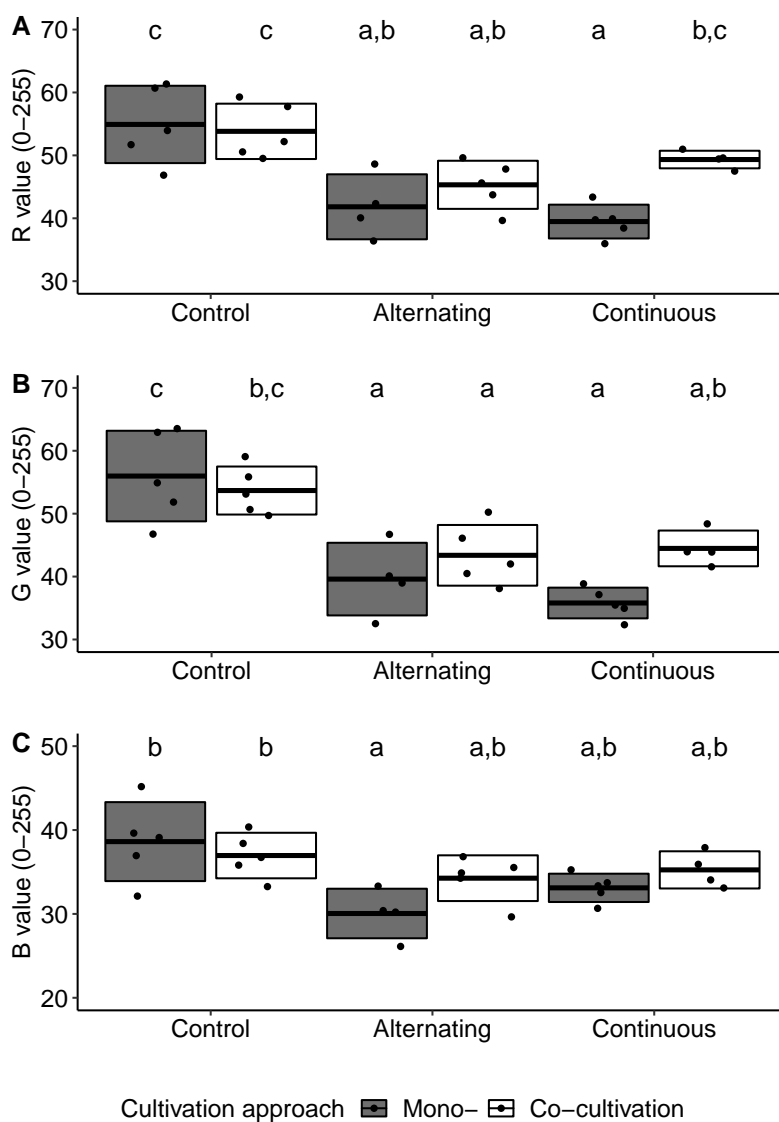 A
R value (0−255)
70
60
50
40
30
c c a,b a,b a b,c
Control Alternating Continuous
B
G value (0−255)
70
60
50
40
30
c b,c a a a a,b
Control Alternating Continuous
C
B value (0−255)
50
40
30
20
b b a a,b a,b a,b
Control Alternating Continuous
Cultivation approach Mono− Co−cultivation